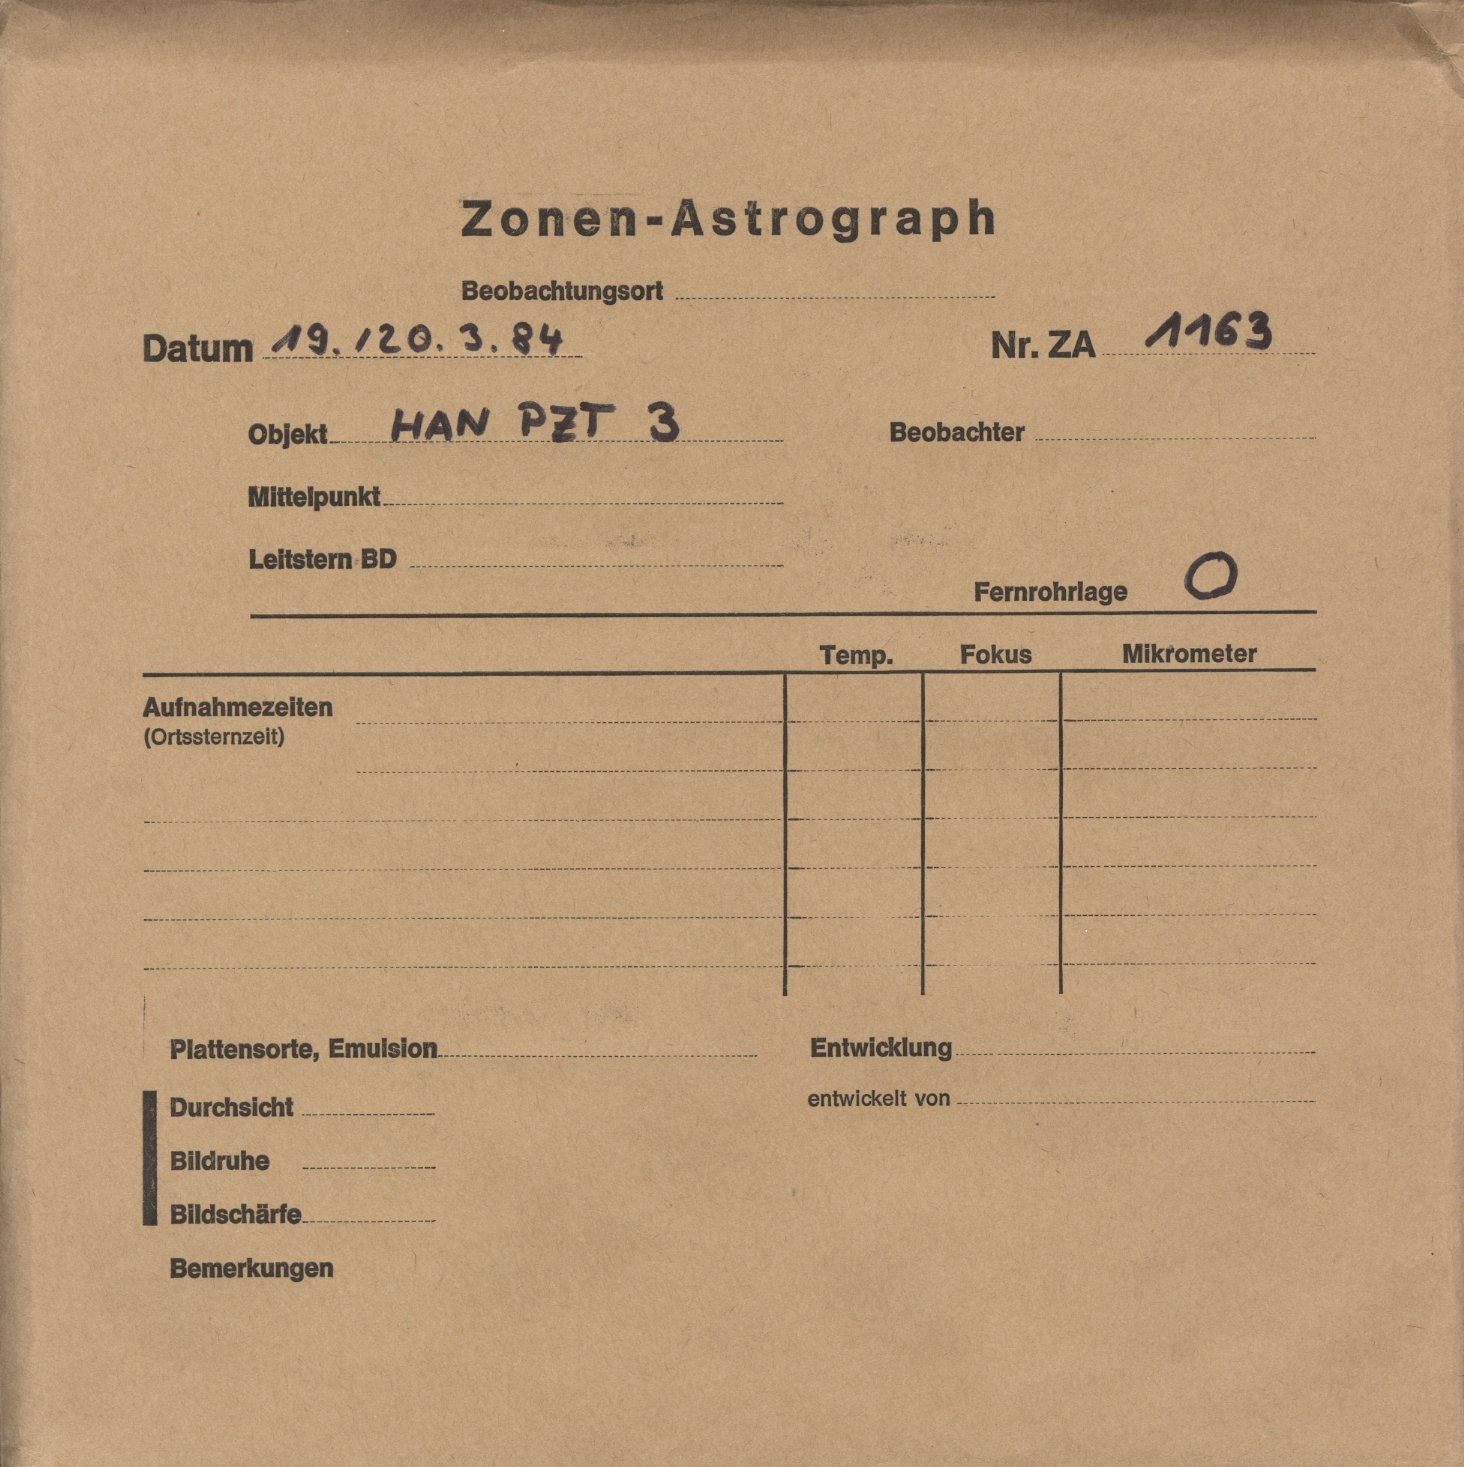 Zonen-Astrograph
Beobachtungsort
Datum 19./20.3.84 Nr. ZA 1163
Objekt HAN PZT 3 Beobachter
Mittelpunkt
Leitstern BD
Fernrohrlage O
Temp. Fokus Mikrometer
Aufnahmezeiten
(Ortssternzeit)
Plattensorte, Emulsion Entwicklung
Durchsicht entwickelt von
Bildruhe
Bildschärfe
Bemerkungen